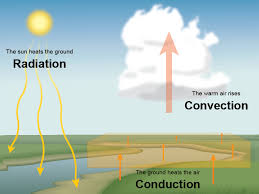 The sun heats the ground
Radiation
The warm air rises
Convection
The ground heats the air
Conduction